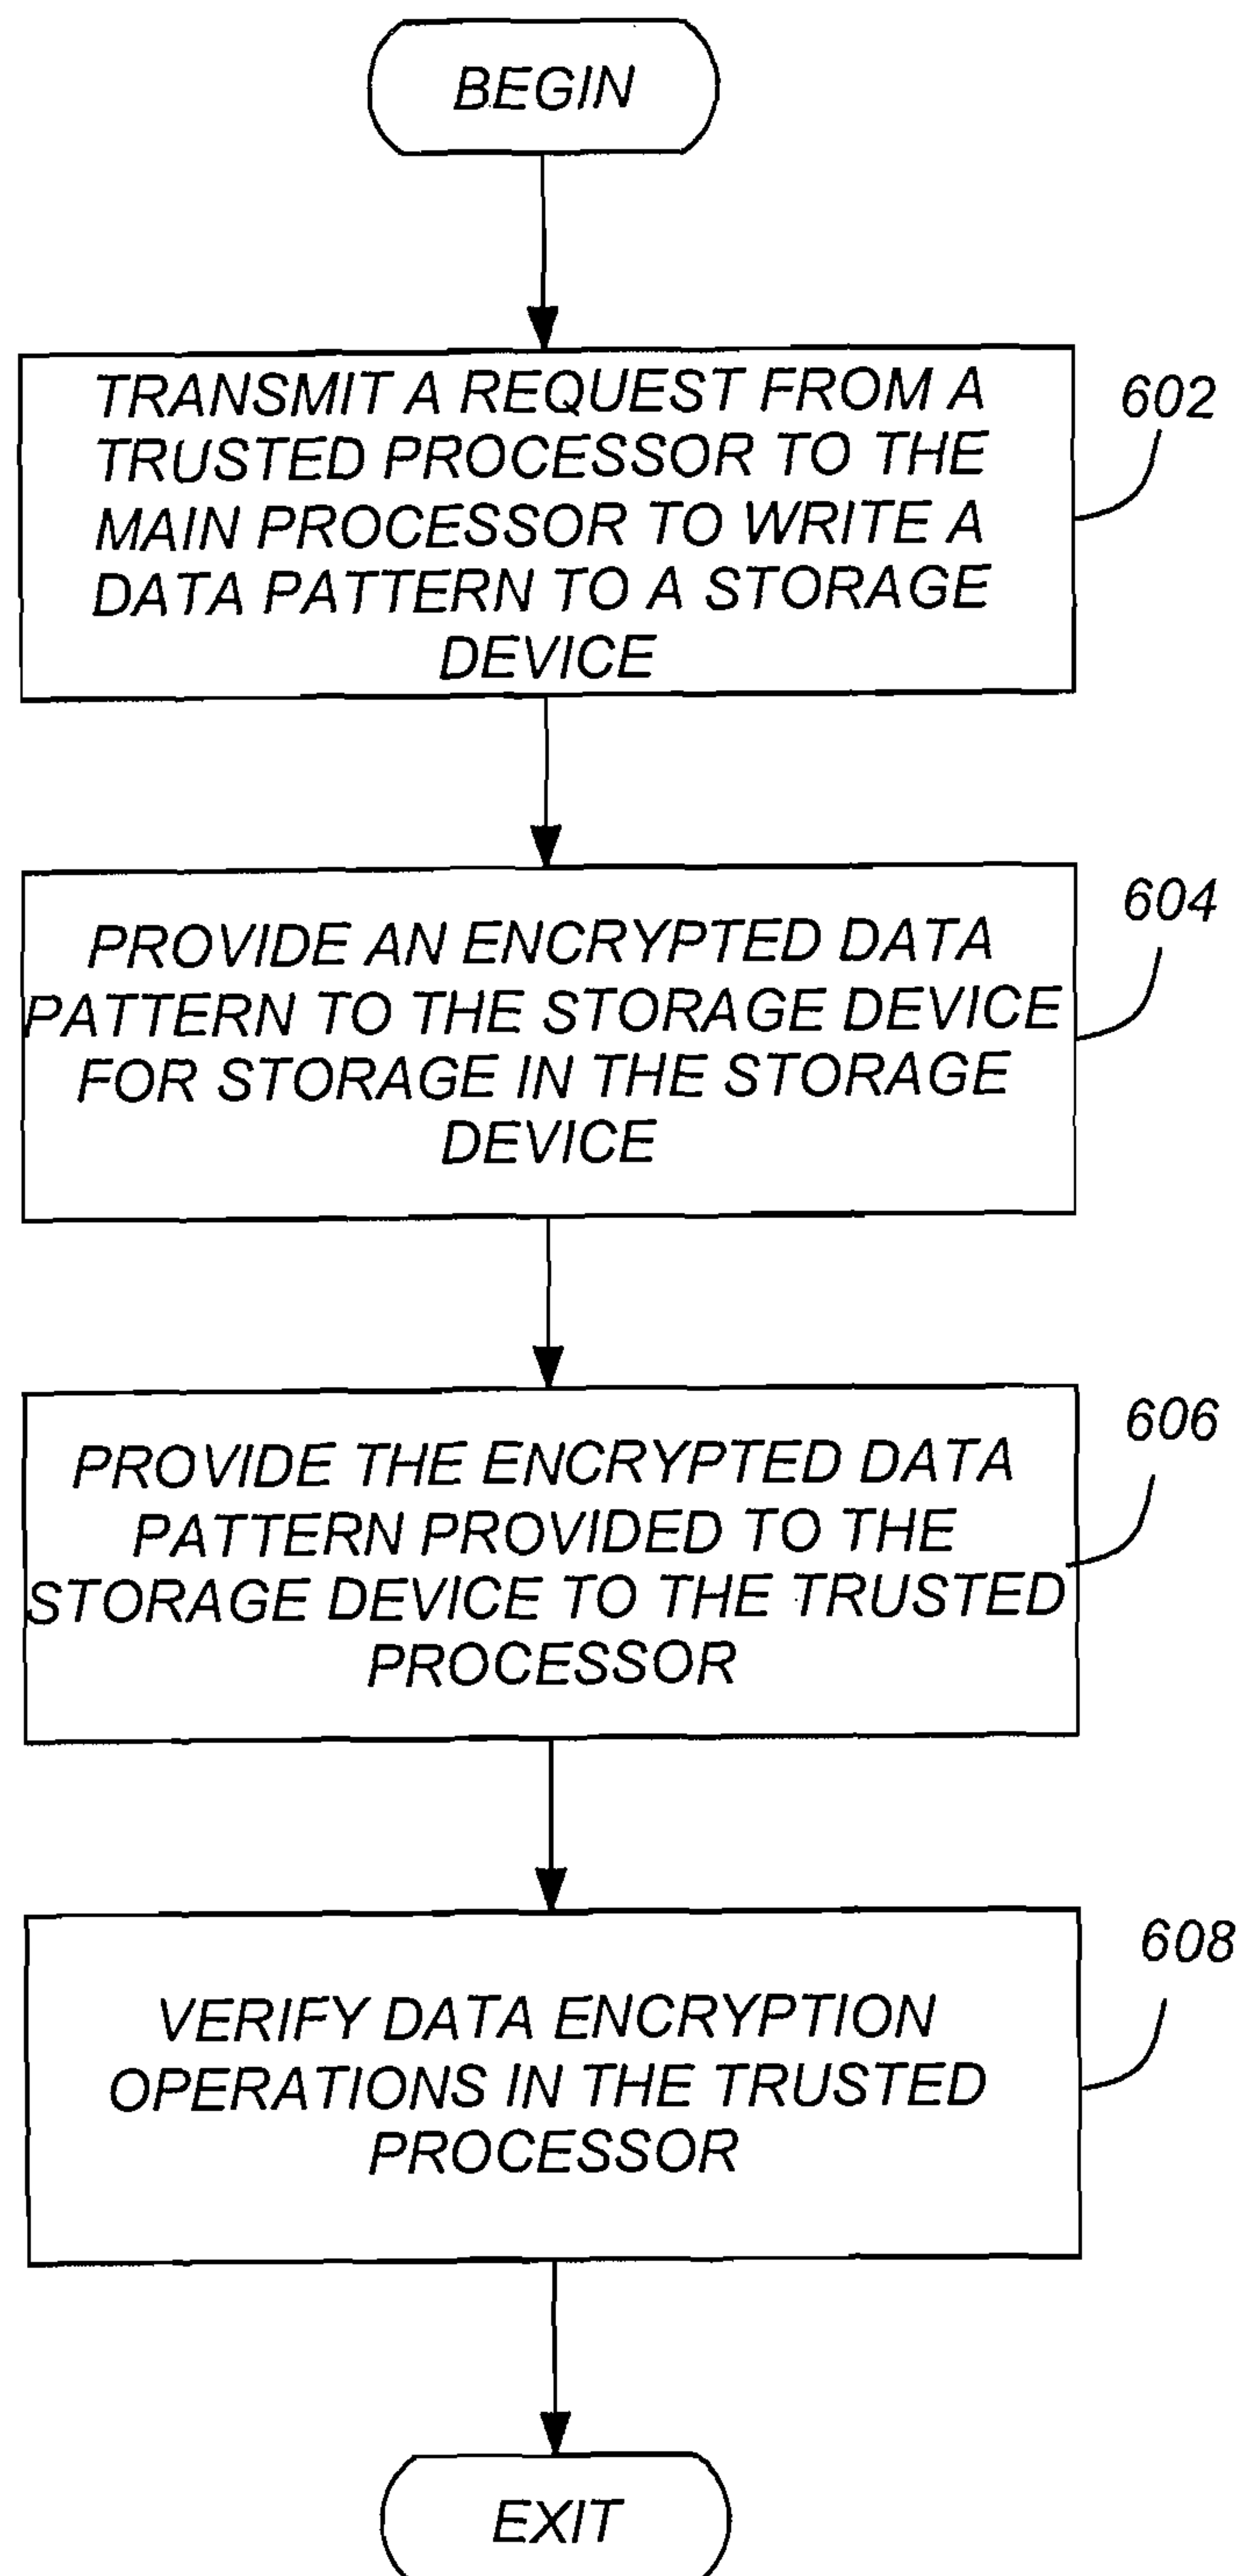 BEGIN
TRANSMIT A REQUEST FROM A
TRUSTED PROCESSOR TO THE
MAIN PROCESSOR TO WRITE A
DATA PATTERN TO A STORAGE
DEVICE
602
PROVIDE AN ENCRYPTED DATA
PATTERN TO THE STORAGE DEVICE
FOR STORAGE IN THE STORAGE
DEVICE
604
PROVIDE THE ENCRYPTED DATA
PATTERN PROVIDED TO THE
STORAGE DEVICE TO THE TRUSTED
PROCESSOR
606
VERIFY DATA ENCRYPTION
OPERATIONS IN THE TRUSTED
PROCESSOR
608
EXIT